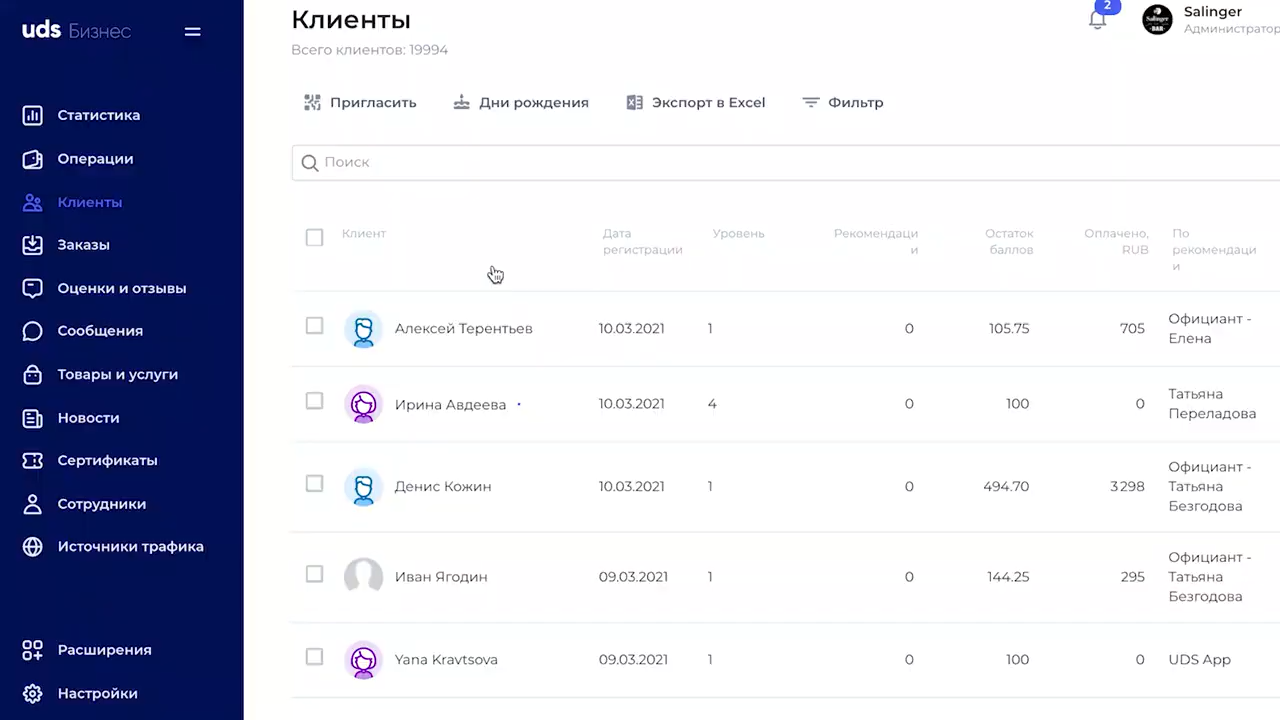 uds Бизнес
Статистика
Операции
Клиенты
Заказы
Оценки и отзывы
Сообщения
Товары и услуги
Новости
Сертификаты
Сотрудники
Источники трафика
Расширения
Настройки
Клиенты
Всего клиентов: 19994
2
Salinger
Администратор
Пригласить
Дни рождения
Экспорт в Excel
Фильтр
Поиск
Клиент
Дата
регистрации
Уровень
Рекомендаци
и
Остаток
баллов
Оплачено,
RUB
По
рекомендаци
и
Алексей Терентьев 10.03.2021 1 0 105.75 705
Официант -
Елена
Ирина Авдеева 10.03.2021 4 0 100 0
Татьяна
Переладова
Денис Кожин 10.03.2021 1 0 494.70 3 298
Официант -
Татьяна
Безгодова
Иван Ягодин 09.03.2021 1 0 144.25 295
Официант -
Татьяна
Безгодова
Yana Kravtsova 09.03.2021 1 0 100 0 UDS App